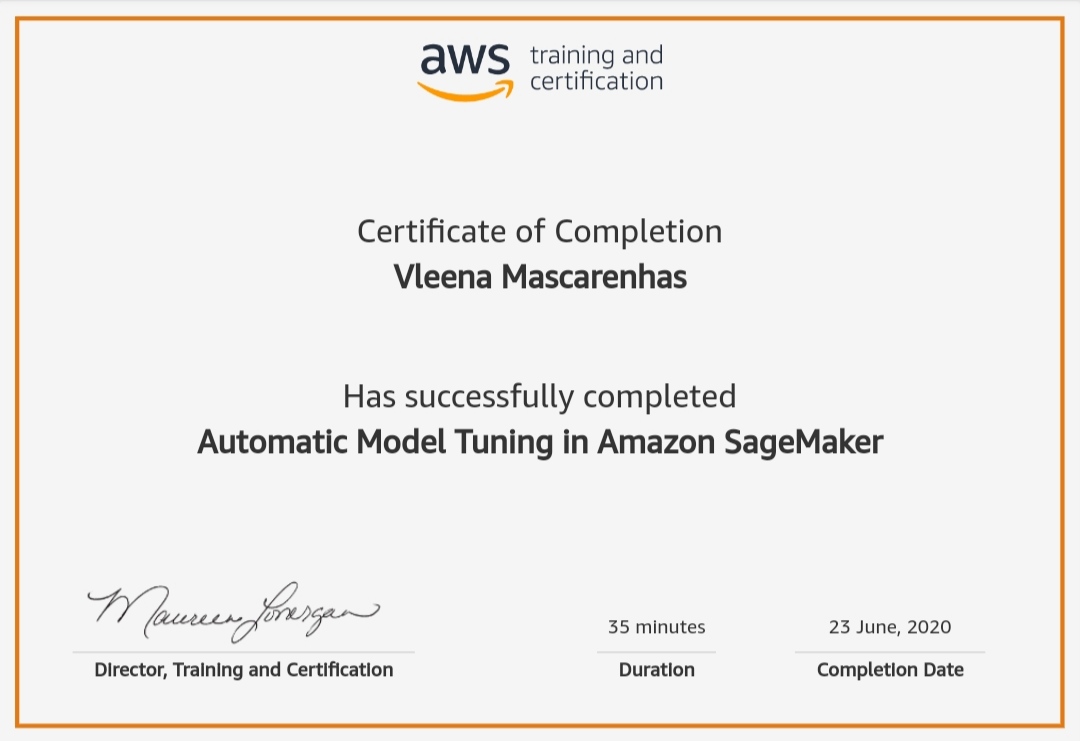 aws training and
certification
Certificate of Completion
Vleena Mascarenhas
Has successfully completed
Automatic Model Tuning in Amazon SageMaker
Maureen Lonergan
Director, Training and Certification
35 minutes
Duration
23 June, 2020
Completion Date